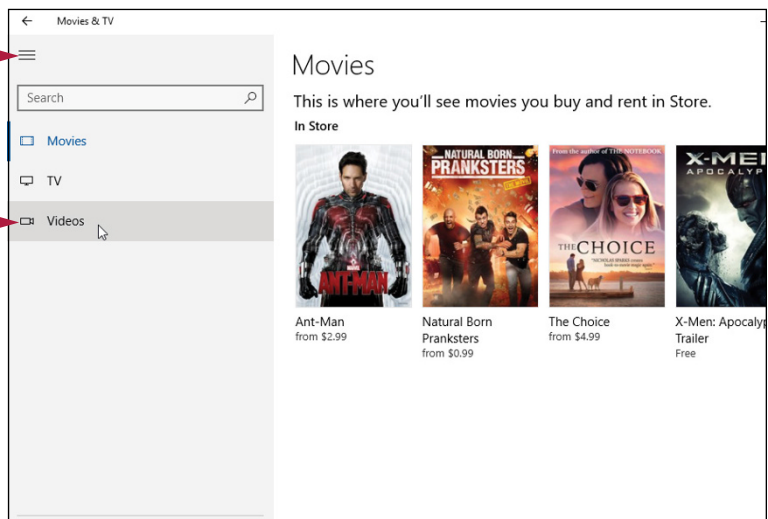 Movies & TV
Search
Movies
TV
Videos
Movies
This is where you'll see movies you buy and rent in Store.
In Store
ANT-MAN
NATURAL BORN
PRANKSTERS
From the author of THE NOTEBOOK
THE CHOICE
X-MEN
APOCALYP
Ant-Man
from $2.99
Natural Born
Pranksters
from $0.99
The Choice
from $4.99
X-Men: Apocalyp
Trailer
Free